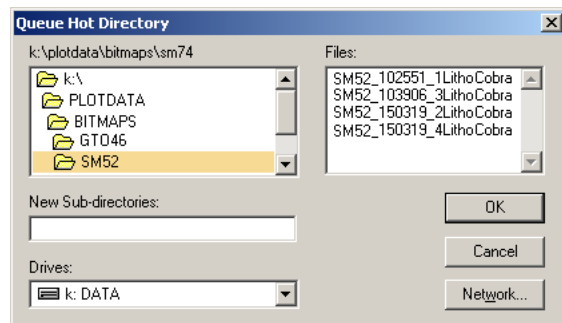 Queue Hot Directory
k:\plotdata\bitmaps\sm74
Files:
k:\
PLOTDATA
BITMAPS
GTO46
SM52
SM52_102551_1LithoCobra
SM52_103906_3LithoCobra
SM52_150319_2LithoCobra
SM52_150319_4LithoCobra
New Sub-directories:
OK
Cancel
Drives:
k: DATA
Network...